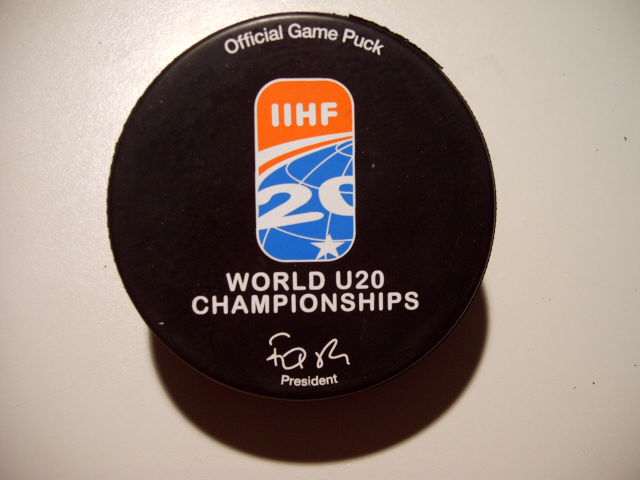 Official Game Puck
IIHF
20
WORLD U20
CHAMPIONSHIPS
President